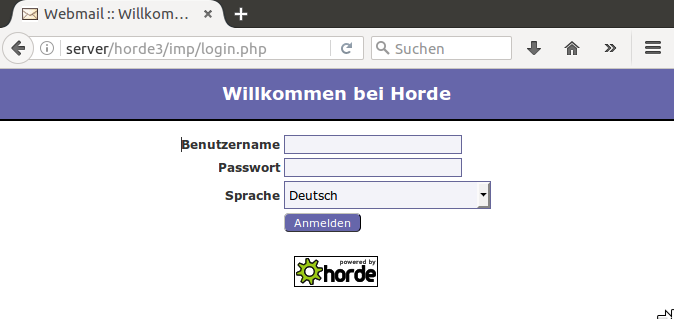 Webmail :: Willkom…
server/horde3/imp/login.php
Suchen
Willkommen bei Horde
Benutzername
Passwort
Sprache Deutsch
Anmelden
powered by
horde